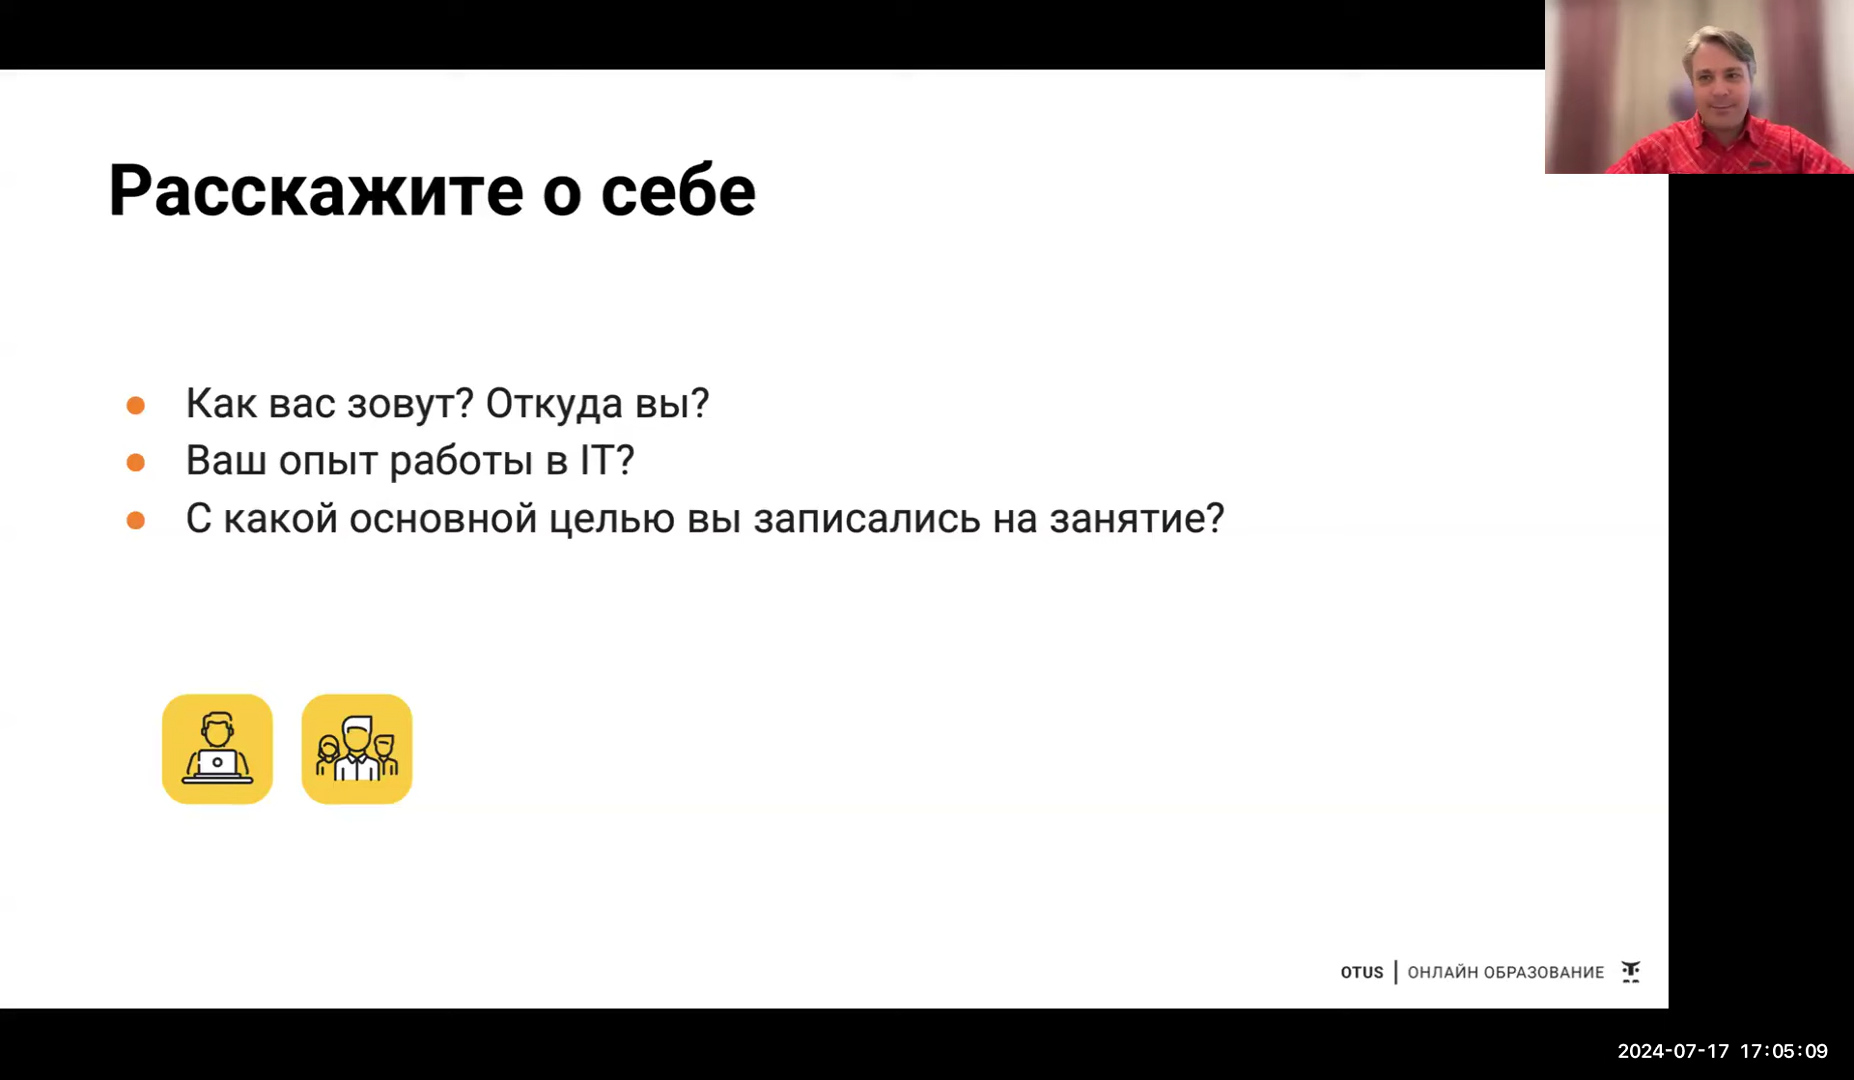 Расскажите о себе
Как вас зовут? Откуда вы?
Ваш опыт работы в IT?
С какой основной целью вы записались на занятие?
OTUS | ОНЛАЙН ОБРАЗОВАНИЕ
2024-07-17 17:05:09